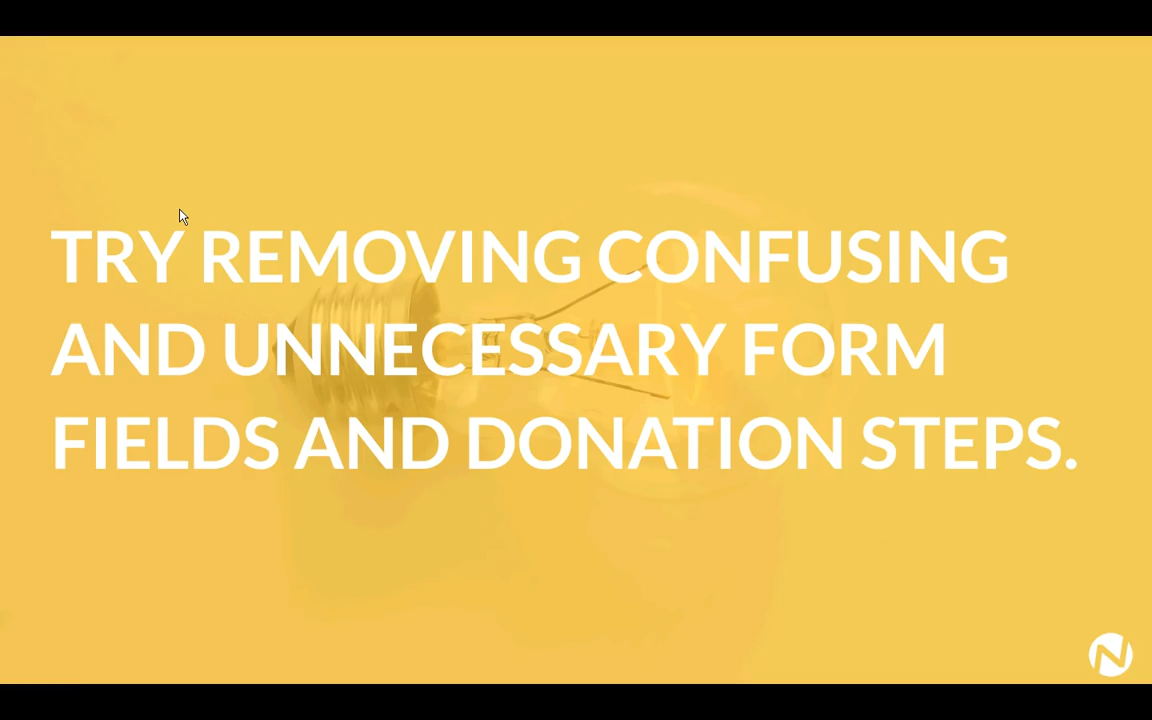 TRY REMOVING CONFUSING
AND UNNECESSARY FORM
FIELDS AND DONATION STEPS.